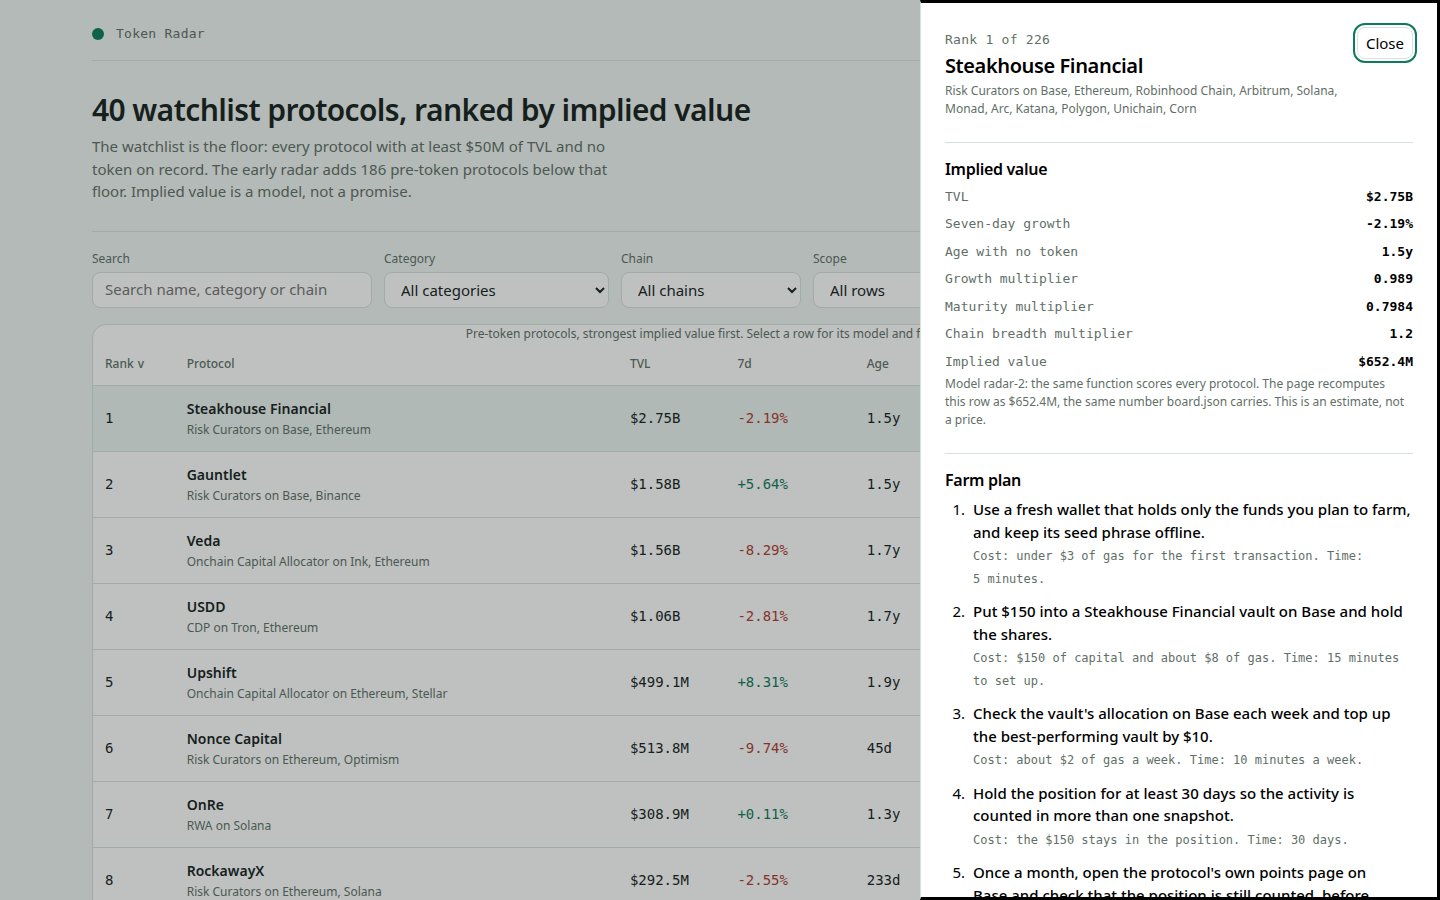 Token Radar
40 watchlist protocols, ranked by implied value
The watchlist is the floor: every protocol with at least $50M of TVL and no
token on record. The early radar adds 186 pre-token protocols below that
floor. Implied value is a model, not a promise.
Search Category Chain Scope
Search name, category or chain All categories All chains All rows
Pre-token protocols, strongest implied value first. Select a row for its model and f
Rank v Protocol TVL 7d Age
1 Steakhouse Financial $2.75B -2.19% 1.5y
Risk Curators on Base, Ethereum
2 Gauntlet $1.58B +5.64% 1.5y
Risk Curators on Base, Binance
3 Veda $1.56B -8.29% 1.7y
Onchain Capital Allocator on Ink, Ethereum
4 USDD $1.06B -2.81% 1.7y
CDP on Tron, Ethereum
5 Upshift $499.1M +8.31% 1.9y
Onchain Capital Allocator on Ethereum, Stellar
6 Nonce Capital $513.8M -9.74% 45d
Risk Curators on Ethereum, Optimism
7 OnRe $308.9M +0.11% 1.3y
RWA on Solana
8 RockawayX $292.5M -2.55% 233d
Risk Curators on Ethereum, Solana
Rank 1 of 226
Close
Steakhouse Financial
Risk Curators on Base, Ethereum, Robinhood Chain, Arbitrum, Solana,
Monad, Arc, Katana, Polygon, Unichain, Corn
Implied value
TVL $2.75B
Seven-day growth -2.19%
Age with no token 1.5y
Growth multiplier 0.989
Maturity multiplier 0.7984
Chain breadth multiplier 1.2
Implied value $652.4M
Model radar-2: the same function scores every protocol. The page recomputes
this row as $652.4M, the same number board.json carries. This is an estimate, not
a price.
Farm plan
1. Use a fresh wallet that holds only the funds you plan to farm,
and keep its seed phrase offline.
Cost: under $3 of gas for the first transaction. Time:
5 minutes.
2. Put $150 into a Steakhouse Financial vault on Base and hold
the shares.
Cost: $150 of capital and about $8 of gas. Time: 15 minutes
to set up.
3. Check the vault's allocation on Base each week and top up
the best-performing vault by $10.
Cost: about $2 of gas a week. Time: 10 minutes a week.
4. Hold the position for at least 30 days so the activity is
counted in more than one snapshot.
Cost: the $150 stays in the position. Time: 30 days.
5. Once a month, open the protocol's own points page on
Base and check that the position is still counted, before